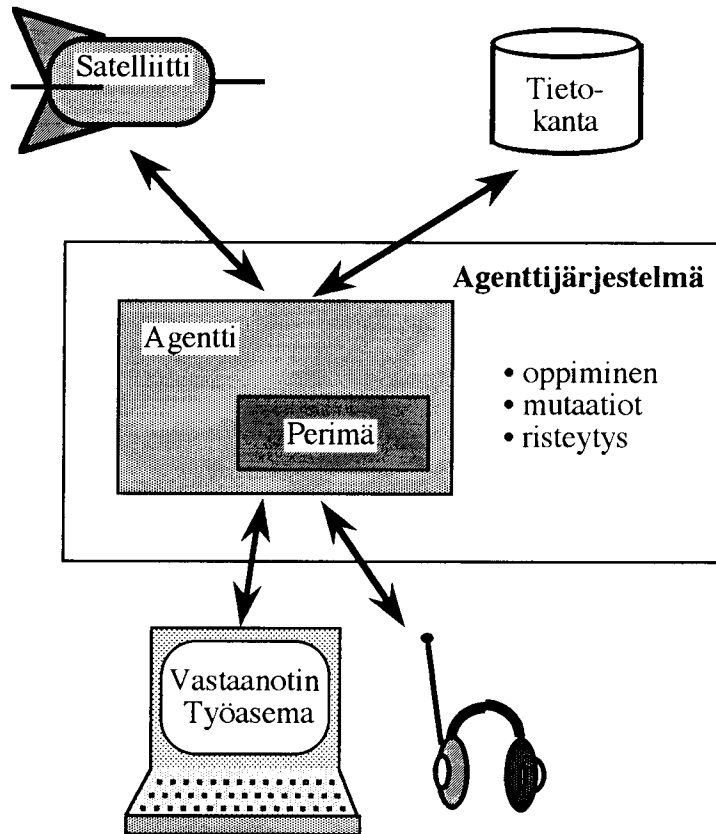 Satelliitti
Tieto-
kanta
Agenttijärjestelmä
Agentti
Perimä
• oppiminen
• mutaatiot
• risteytys
Vastaanotin
Työasema